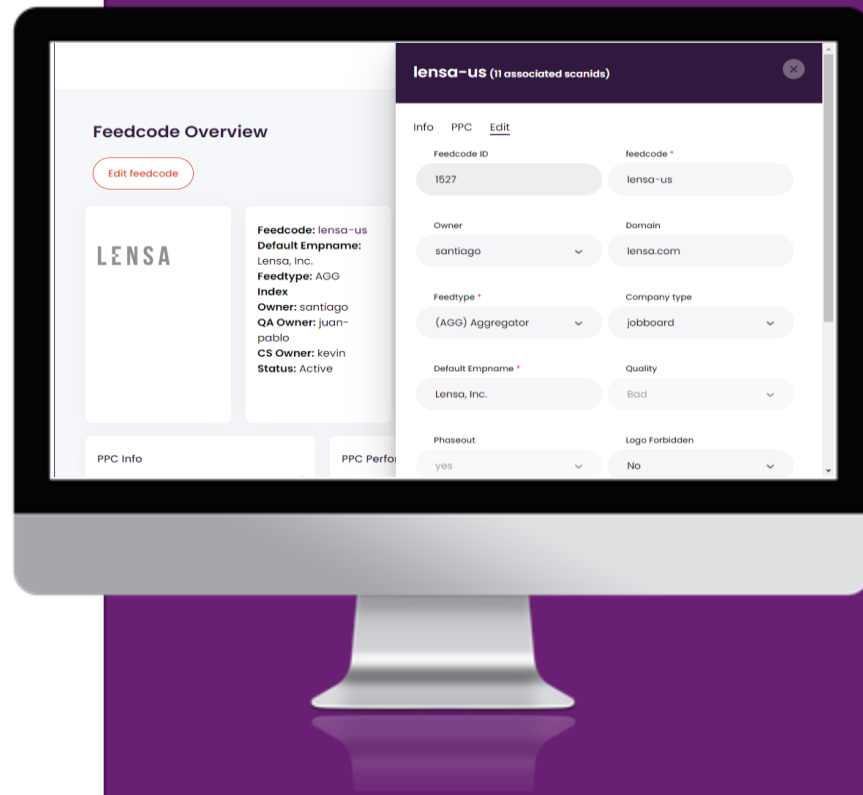 Feedcode Overview
Edit feedcode
LENSA
Feedcode: lensa-us
Default Empname:
Lensa, Inc.
Feedtype: AGG
Index
Owner: santiago
QA Owner: juan-
pablo
CS Owner: kevin
Status: Active
PPC Info
PPC Perfo
lensa-us (11 associated scanids)
Info PPC Edit
Feedcode ID feedcode *
1527 lensa-us
Owner Domain
santiago lensa.com
Feedtype * Company type
(AGG) Aggregator jobboard
Default Empname * Quality
Lensa, Inc. Bad
Phaseout Logo Forbidden
yes No